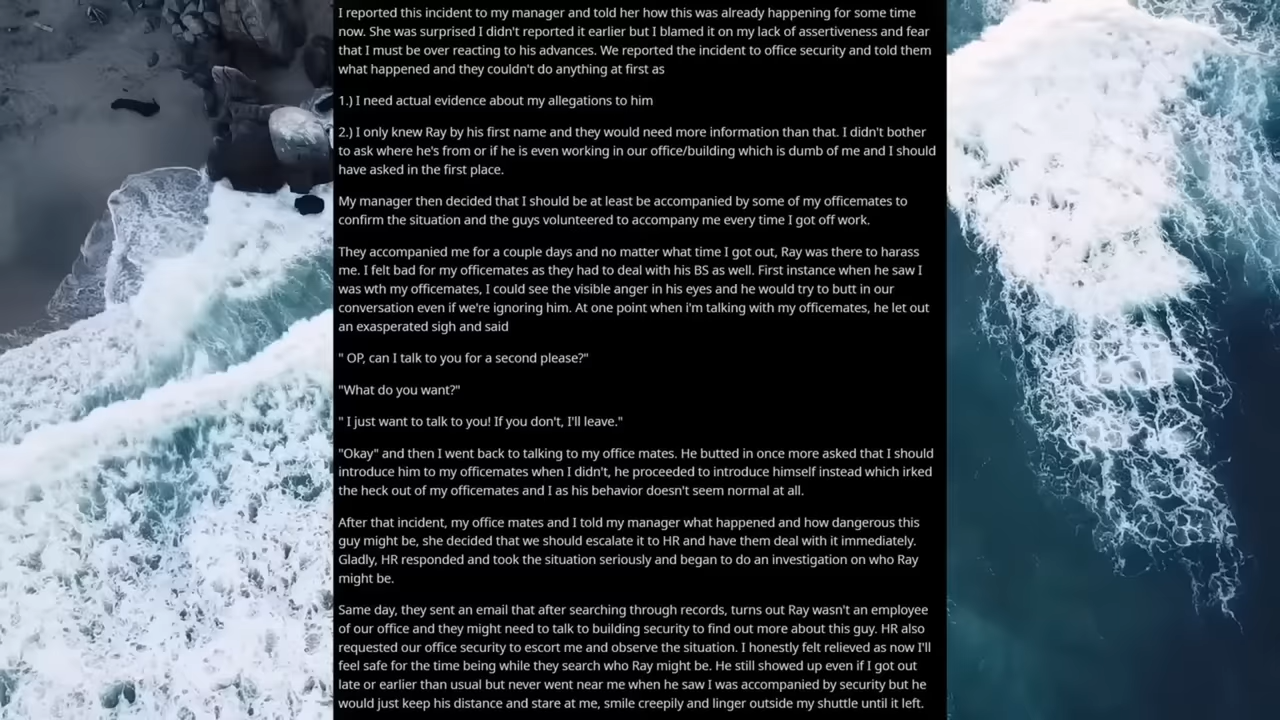 I reported this incident to my manager and told her how this was already happening for some time
now. She was surprised I didn't reported it earlier but I blamed it on my lack of assertiveness and fear
that I must be over reacting to his advances. We reported the incident to office security and told them
what happened and they couldn't do anything at first as
1.) I need actual evidence about my allegations to him
2.) I only knew Ray by his first name and they would need more information than that. I didn't bother
to ask where he's from or if he is even working in our office/building which is dumb of me and I should
have asked in the first place.
My manager then decided that I should be at least be accompanied by some of my officemates to
confirm the situation and the guys volunteered to accompany me every time I got off work.
They accompanied me for a couple days and no matter what time I got out, Ray was there to harass
me. I felt bad for my officemates as they had to deal with his BS as well. First instance when he saw I
was wth my officemates, I could see the visible anger in his eyes and he would try to butt in our
conversation even if we're ignoring him. At one point when i'm talking with my officemates, he let out
an exasperated sigh and said
" OP, can I talk to you for a second please?"
"What do you want?"
" I just want to talk to you! If you don't, I'll leave."
"Okay" and then I went back to talking to my office mates. He butted in once more asked that I should
introduce him to my officemates when I didn't, he proceeded to introduce himself instead which irked
the heck out of my officemates and I as his behavior doesn't seem normal at all.
After that incident, my office mates and I told my manager what happened and how dangerous this
guy might be, she decided that we should escalate it to HR and have them deal with it immediately.
Gladly, HR responded and took the situation seriously and began to do an investigation on who Ray
might be.
Same day, they sent an email that after searching through records, turns out Ray wasn't an employee
of our office and they might need to talk to building security to find out more about this guy. HR also
requested our office security to escort me and observe the situation. I honestly felt relieved as now I'll
feel safe for the time being while they search who Ray might be. He still showed up even if I got out
late or earlier than usual but never went near me when he saw I was accompanied by security but he
would just keep his distance and stare at me, smile creepily and linger outside my shuttle until it left.